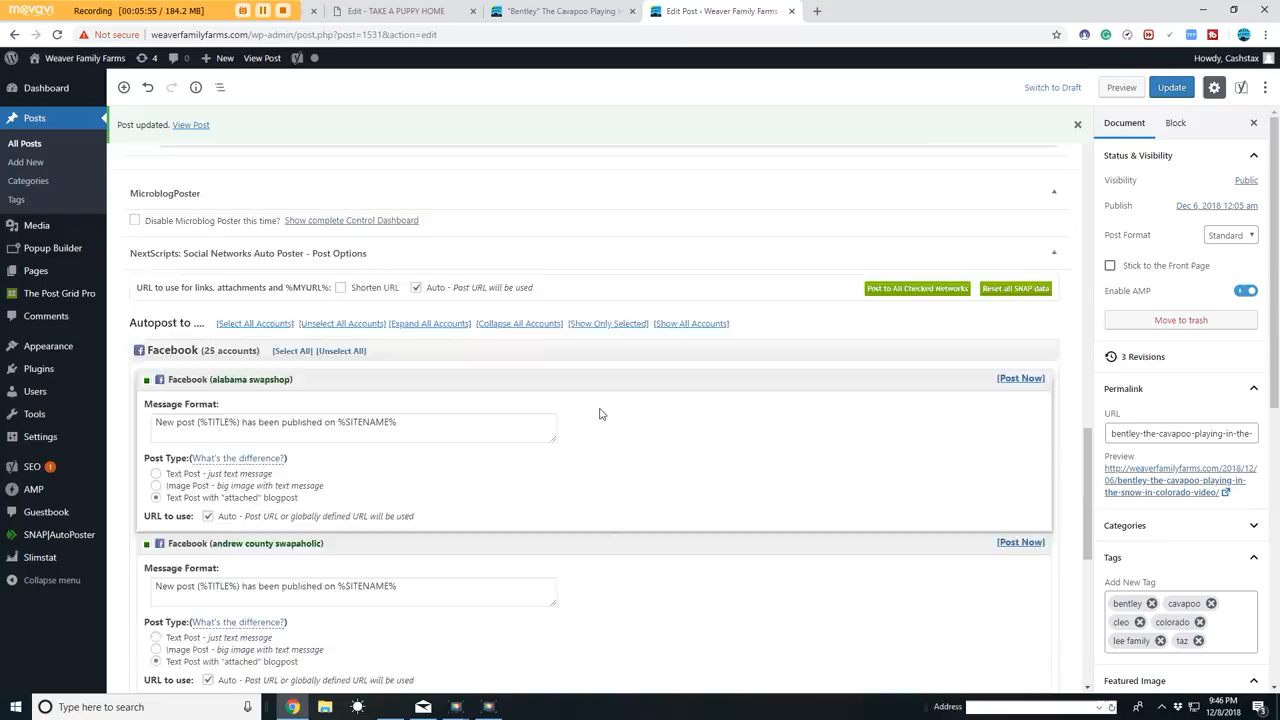 movavi
Recording 00:05:55 / 184.2 MB
Edit - TAKE A PUPPY HOME
"Bentley" The Cavapoo Playing In
Edit Post ‹ Weaver Family Farms
Not secure weaverfamilyfarms.com/wp-admin/post.php?post=1531&action=edit
Weaver Family Farms 4 0 New View Post
Howdy, Cashstax
Dashboard
Posts
All Posts
Add New
Categories
Tags
Media
Popup Builder
Pages
The Post Grid Pro
Comments
Appearance
Plugins
Users
Tools
Settings
SEO 1
AMP
Guestbook
SNAP|AutoPoster
Slimstat
Collapse menu
Switch to Draft Preview Update
Post updated. View Post
MicroblogPoster
Disable Microblog Poster this time? Show complete Control Dashboard
NextScripts: Social Networks Auto Poster - Post Options
URL to use for links, attachments and %MYURL%: Shorten URL Auto - Post URL will be used Post to All Checked Networks Reset all SNAP data
Autopost to .... [Select All Accounts] [Unselect All Accounts] [Expand All Accounts] [Collapse All Accounts] [Show Only Selected] [Show All Accounts]
Facebook (25 accounts) [Select All] [Unselect All]
Facebook (alabama swapshop) [Post Now]
Message Format:
New post (%TITLE%) has been published on %SITENAME%
Post Type:(What's the difference?)
Text Post - just text message
Image Post - big image with text message
Text Post with "attached" blogpost
URL to use: Auto - Post URL or globally defined URL will be used
Facebook (andrew county swapaholic) [Post Now]
Message Format:
New post (%TITLE%) has been published on %SITENAME%
Post Type:(What's the difference?)
Text Post - just text message
Image Post - big image with text message
Text Post with "attached" blogpost
URL to use: Auto - Post URL or globally defined URL will be used
Document Block
Status & Visibility
Visibility Public
Publish Dec 6, 2018 12:05 am
Post Format Standard
Stick to the Front Page
Enable AMP
Move to trash
3 Revisions
Permalink
URL
bentley-the-cavapoo-playing-in-the-
Preview
http://weaverfamilyfarms.com/2018/12/
06/bentley-the-cavapoo-playing-in-
the-snow-in-colorado-video/
Categories
Tags
Add New Tag
bentley cavapoo
cleo colorado
lee family taz
Featured Image
Type here to search
Address
9:46 PM
12/8/2018
3